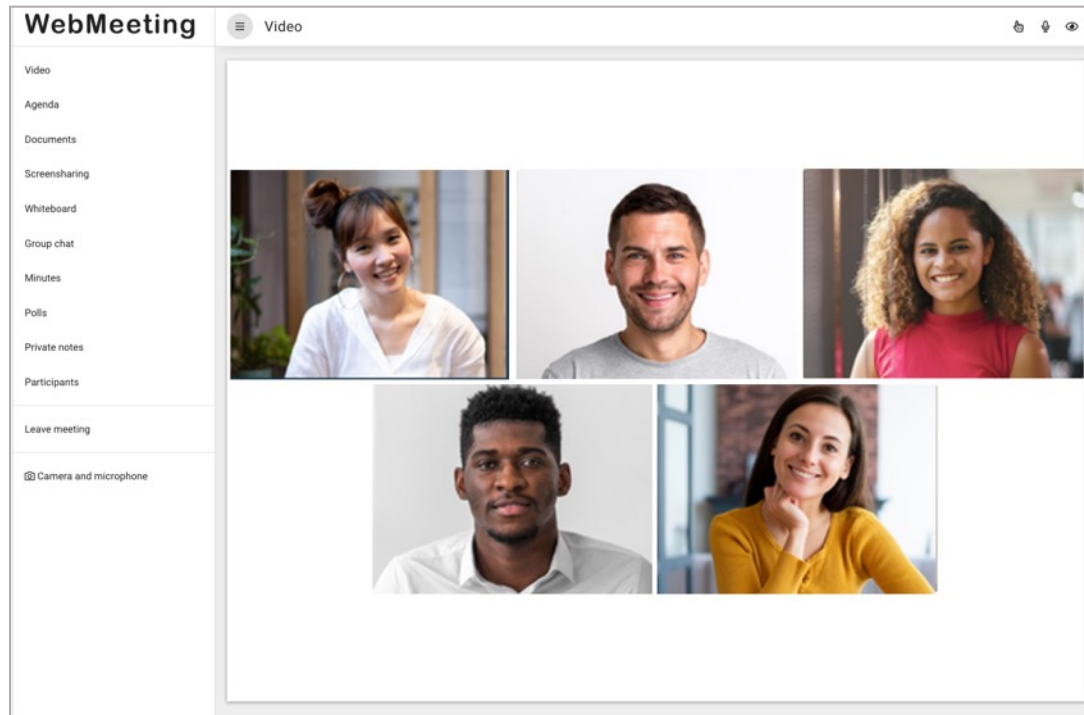 WebMeeting
Video
Video
Agenda
Documents
Screensharing
Whiteboard
Group chat
Minutes
Polls
Private notes
Participants
Leave meeting
Camera and microphone